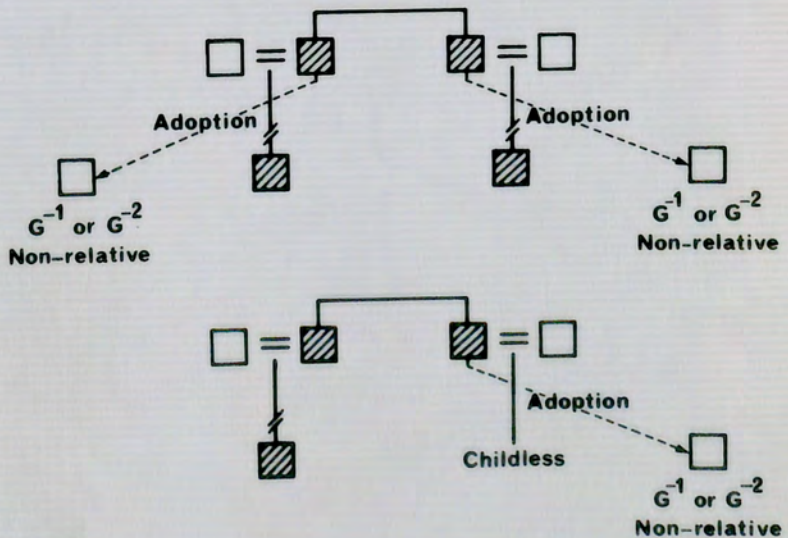 Adoption
Adoption
G⁻¹ or G⁻²
Non-relative
G⁻¹ or G⁻²
Non-relative
Adoption
Childless
G⁻¹ or G⁻²
Non-relative